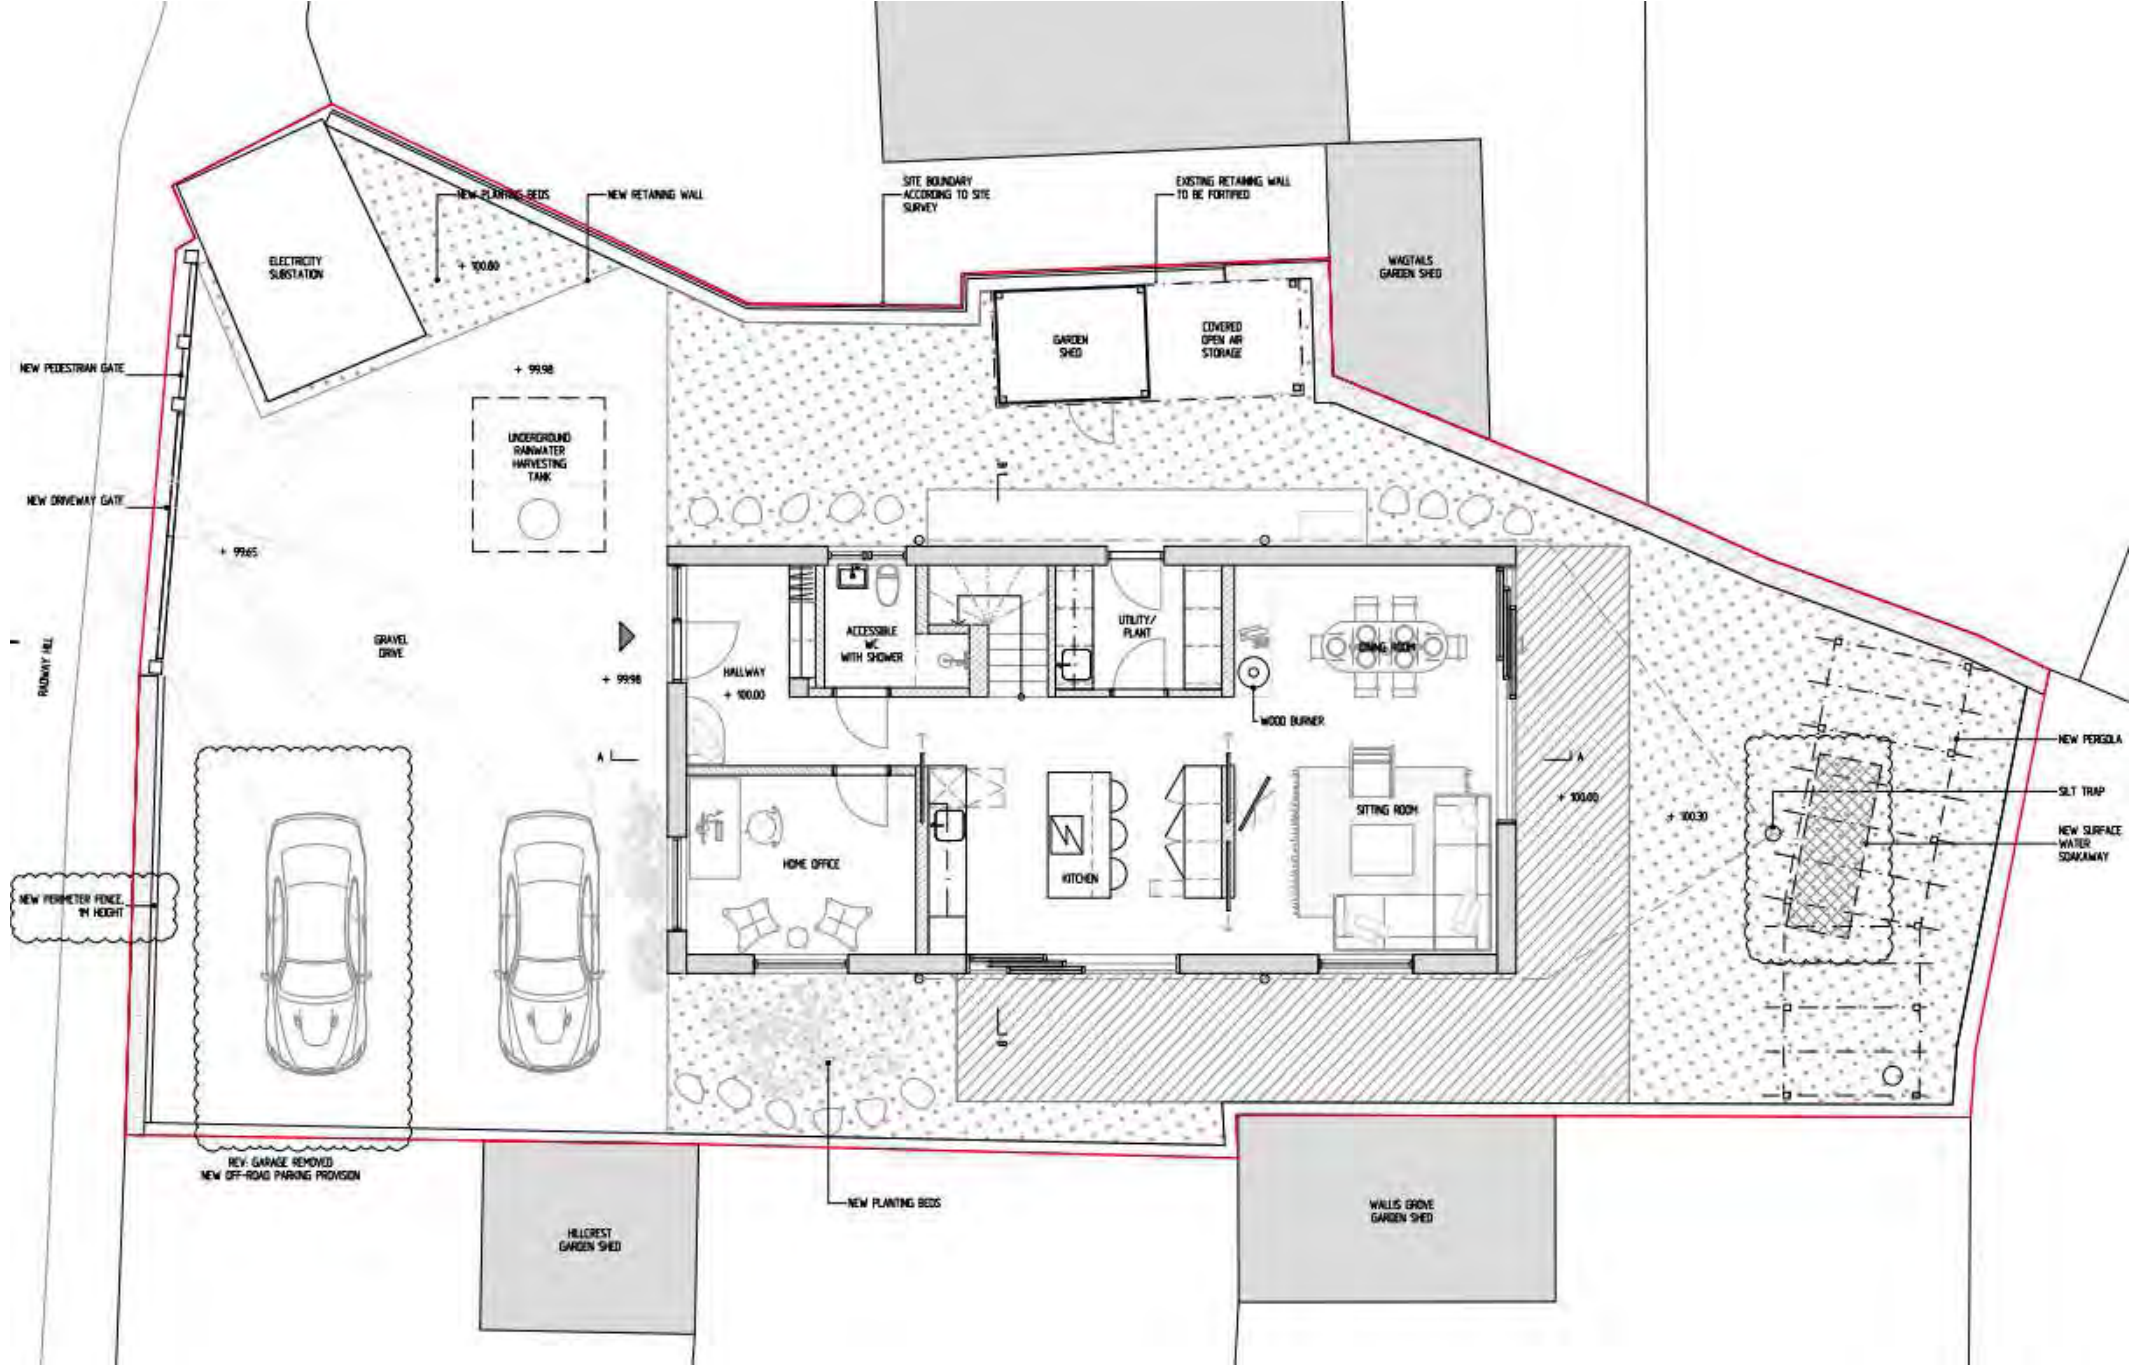 NEW PLANTING BEDS
NEW RETAINING WALL
SITE BOUNDARY
ACCORDING TO SITE
SURVEY
EXISTING RETAINING WALL
TO BE FORTIFIED
ELECTRICITY
SUBSTATION
+ 100.80
WAGTAILS
GARDEN SHED
GARDEN
SHED
COVERED
OPEN AIR
STORAGE
NEW PEDESTRIAN GATE
+ 99.98
UNDERGROUND
RAINWATER
HARVESTING
TANK
B
NEW DRIVEWAY GATE
+ 99.65
GRAVEL
DRIVE
RADWAY HILL
ACCESSIBLE
WC
WITH SHOWER
UTILITY/
PLANT
DINING ROOM
HALLWAY
+ 100.00
+ 99.98
WOOD BURNER
A
A
NEW PERGOLA
SILT TRAP
+ 100.00
+ 100.30
SITTING ROOM
NEW SURFACE
WATER
SOAKAWAY
HOME OFFICE
KITCHEN
NEW PERIMETER FENCE,
1M HEIGHT
B
REV: GARAGE REMOVED
NEW OFF-ROAD PARKING PROVISION
NEW PLANTING BEDS
HILLCREST
GARDEN SHED
WALLIS GROVE
GARDEN SHED